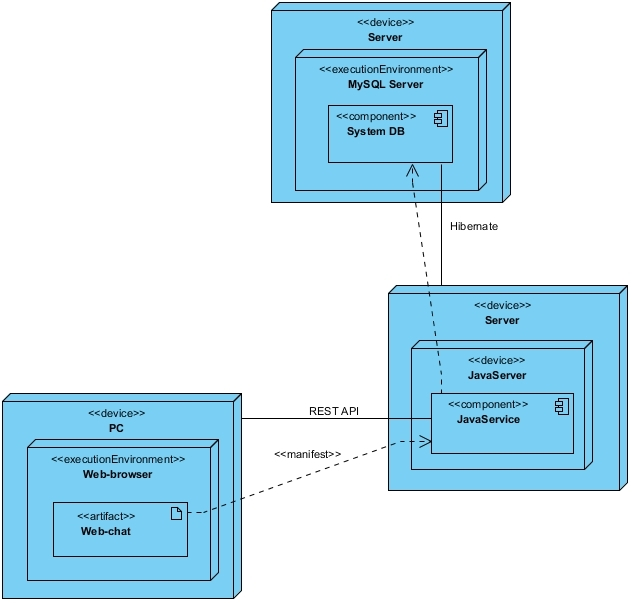 <<device>>
Server
<<executionEnvironment>>
MySQL Server
<<component>>
System DB
Hibernate
<<device>>
Server
<<device>>
JavaServer
<<component>>
JavaService
REST API
<<manifest>>
<<device>>
PC
<<executionEnvironment>>
Web-browser
<<artifact>>
Web-chat